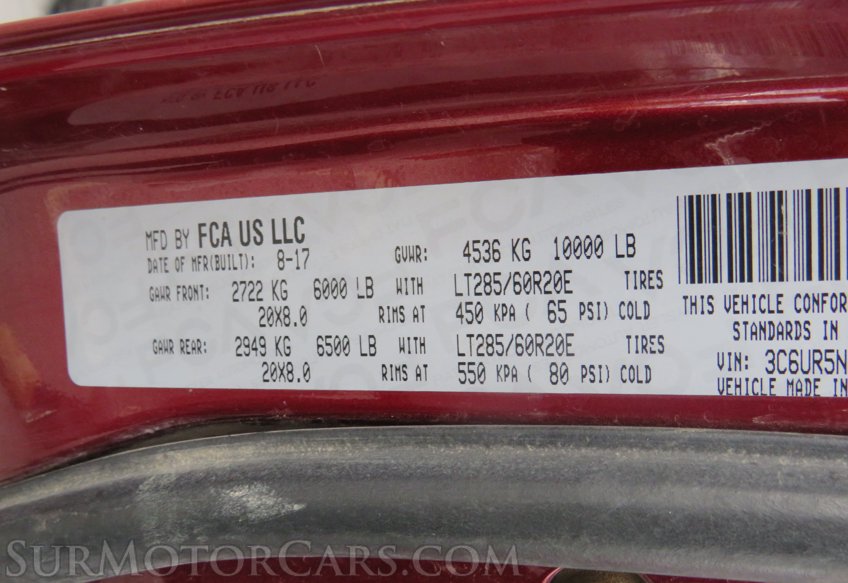 MFD BY FCA US LLC
DATE OF MFR(BUILT): 8-17 GVWR: 4536 KG 10000 LB
GAWR FRONT: 2722 KG 6000 LB WITH LT285/60R20E TIRES
20X8.0 RIMS AT 450 KPA ( 65 PSI) COLD
GAWR REAR: 2949 KG 6500 LB WITH LT285/60R20E TIRES
20X8.0 RIMS AT 550 KPA ( 80 PSI) COLD
THIS VEHICLE CONFOR
STANDARDS IN
VIN: 3C6UR5N
VEHICLE MADE IN
SurMotorCars.com